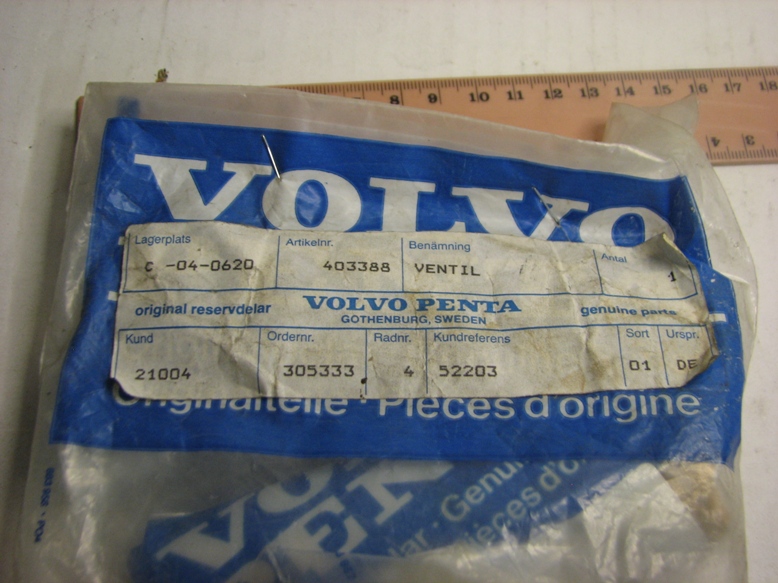 8 9 10 11 12 13 14 15 16 17 18
4 3
VOLVO
Lagerplats Artikelnr. Benämning Antal
C -04-0620 403388 VENTIL 1
original reservdelar VOLVO PENTA genuine parts
GOTHENBURG, SWEDEN
Kund Ordernr. Radnr. Kundreferens Sort Urspr.
21004 305333 4 52203 01 DE
Originalteile · Pièces d'origine